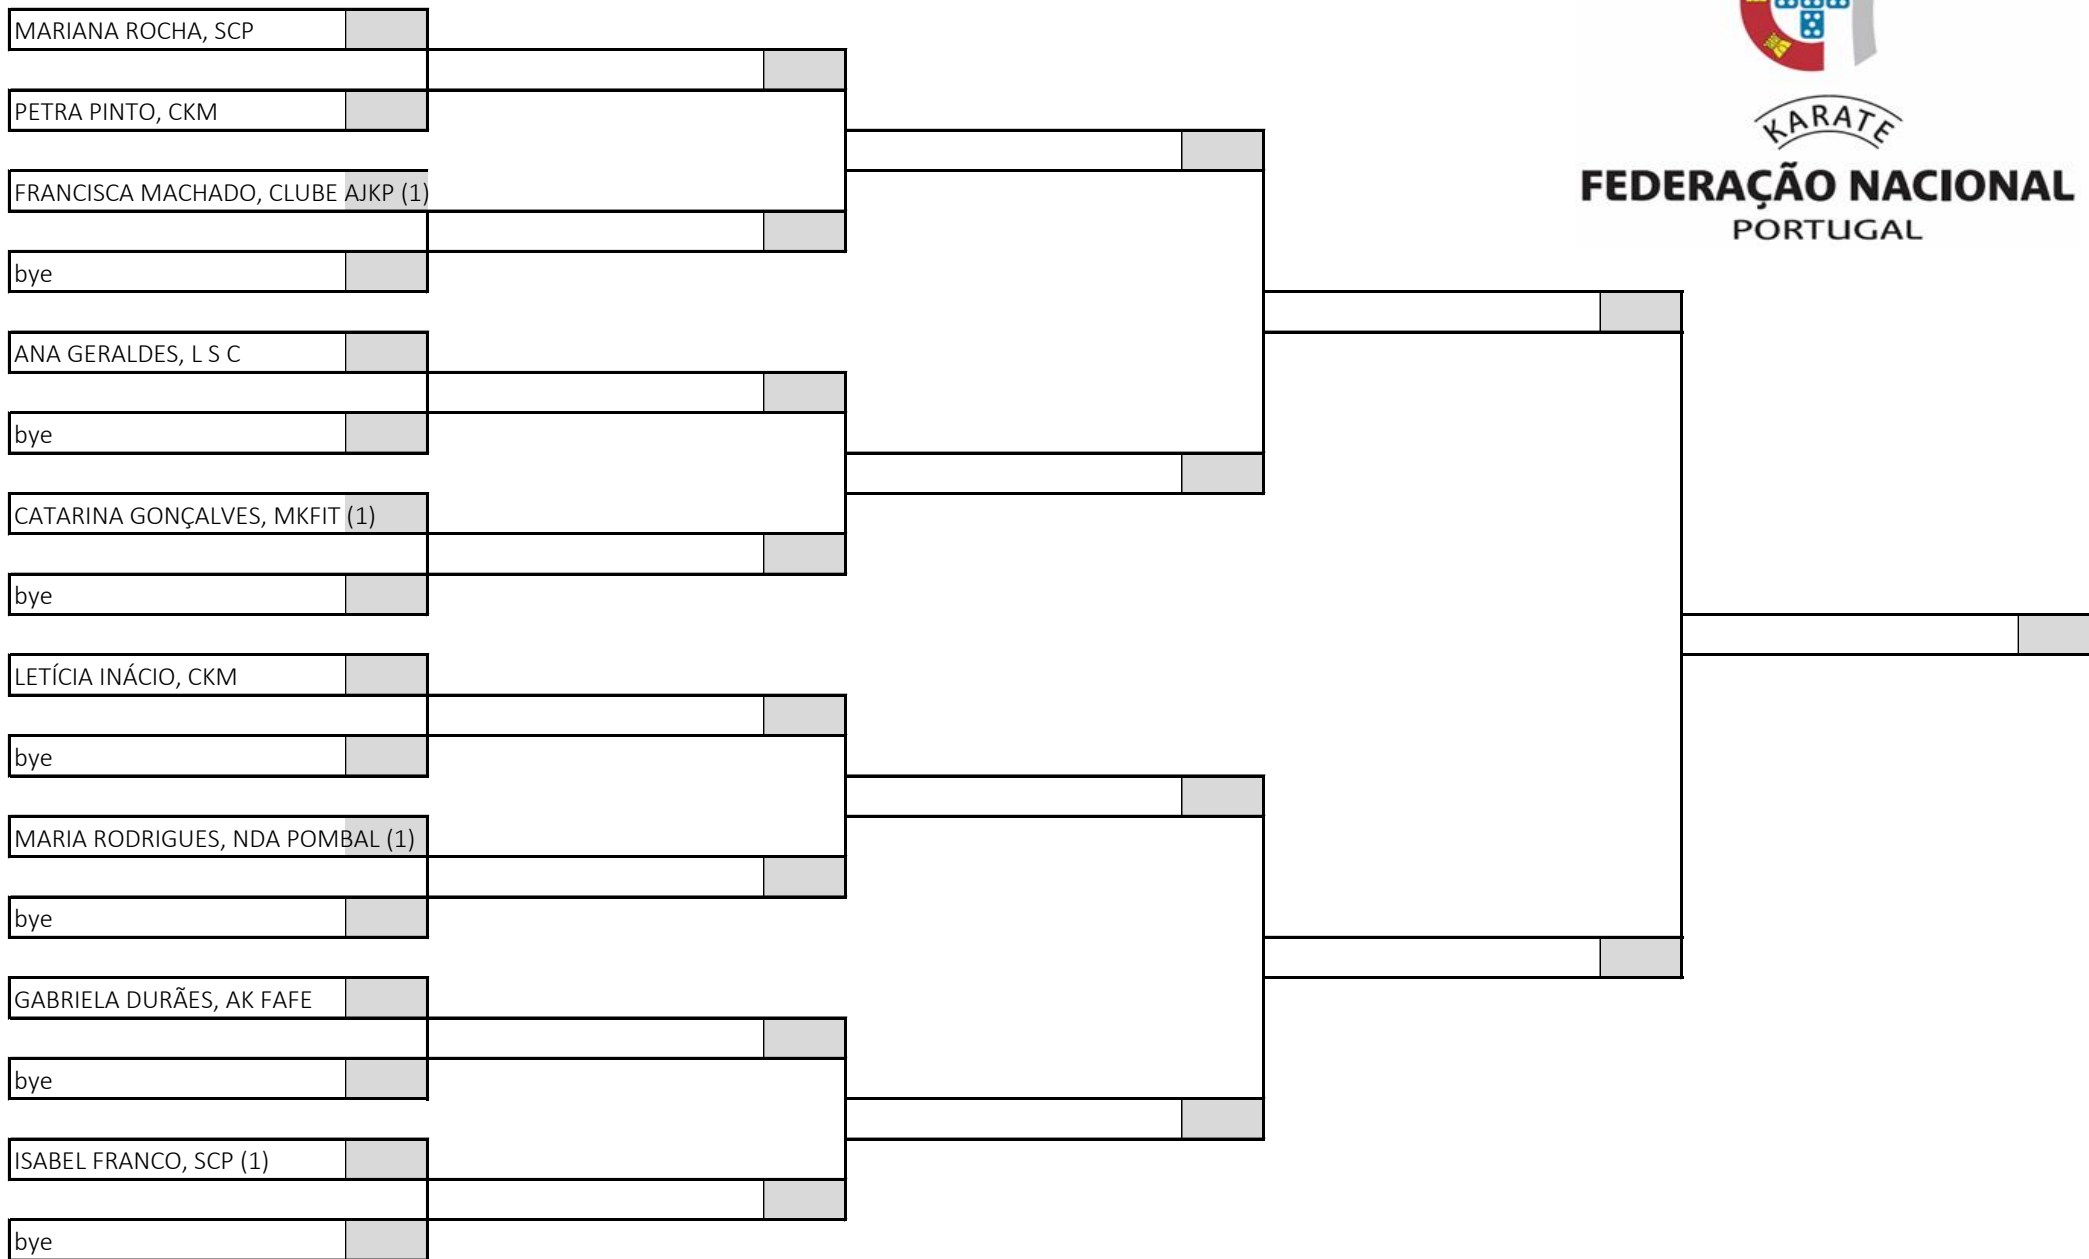 MARIANA ROCHA, SCP
PETRA PINTO, CKM
KARATE
FRANCISCA MACHADO, CLUBE AJKP (1)
FEDERAÇÃO NACIONAL
PORTUGAL
bye
ANA GERALDES, L S C
bye
CATARINA GONÇALVES, MKFIT (1)
bye
LETÍCIA INÁCIO, CKM
bye
MARIA RODRIGUES, NDA POMBAL (1)
bye
GABRIELA DURÃES, AK FAFE
bye
ISABEL FRANCO, SCP (1)
bye